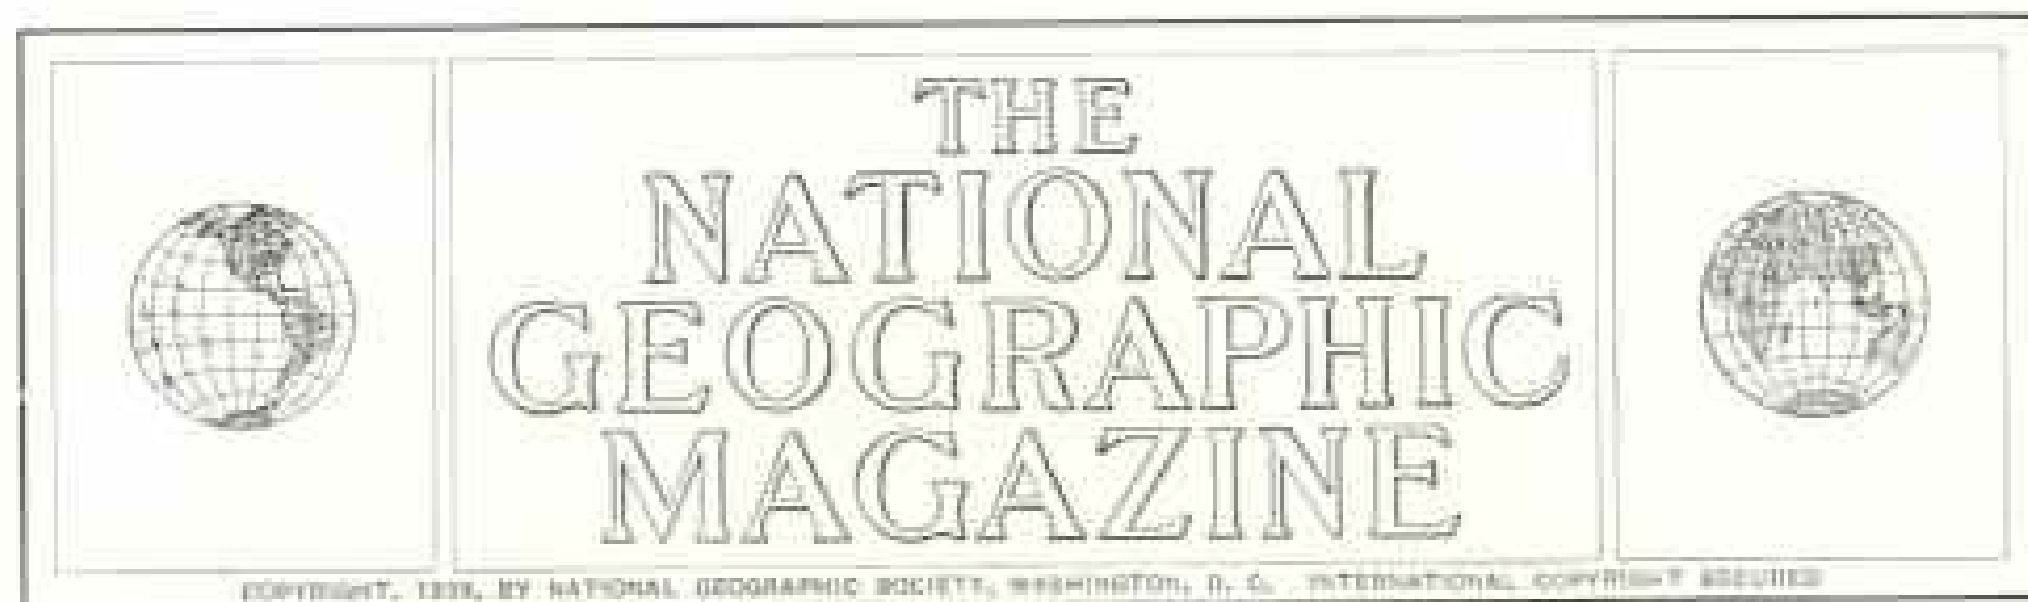 THE
NATIONAL
GEOGRAPHIC
MAGAZINE
COPYRIGHT, BY NATIONAL GEOGRAPHIC SOCIETY, WASHINGTON, D. C. INTERNATIONAL COPYRIGHT SECURED